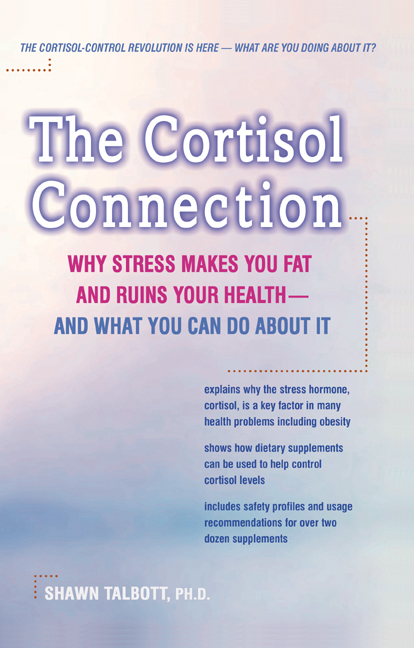 THE CORTISOL-CONTROL REVOLUTION IS HERE — WHAT ARE YOU DOING ABOUT IT?
The Cortisol
Connection
WHY STRESS MAKES YOU FAT
AND RUINS YOUR HEALTH—
AND WHAT YOU CAN DO ABOUT IT
explains why the stress hormone,
cortisol, is a key factor in many
health problems including obesity
shows how dietary supplements
can be used to help control
cortisol levels
includes safety profiles and usage
recommendations for over two
dozen supplements
SHAWN TALBOTT, PH.D.